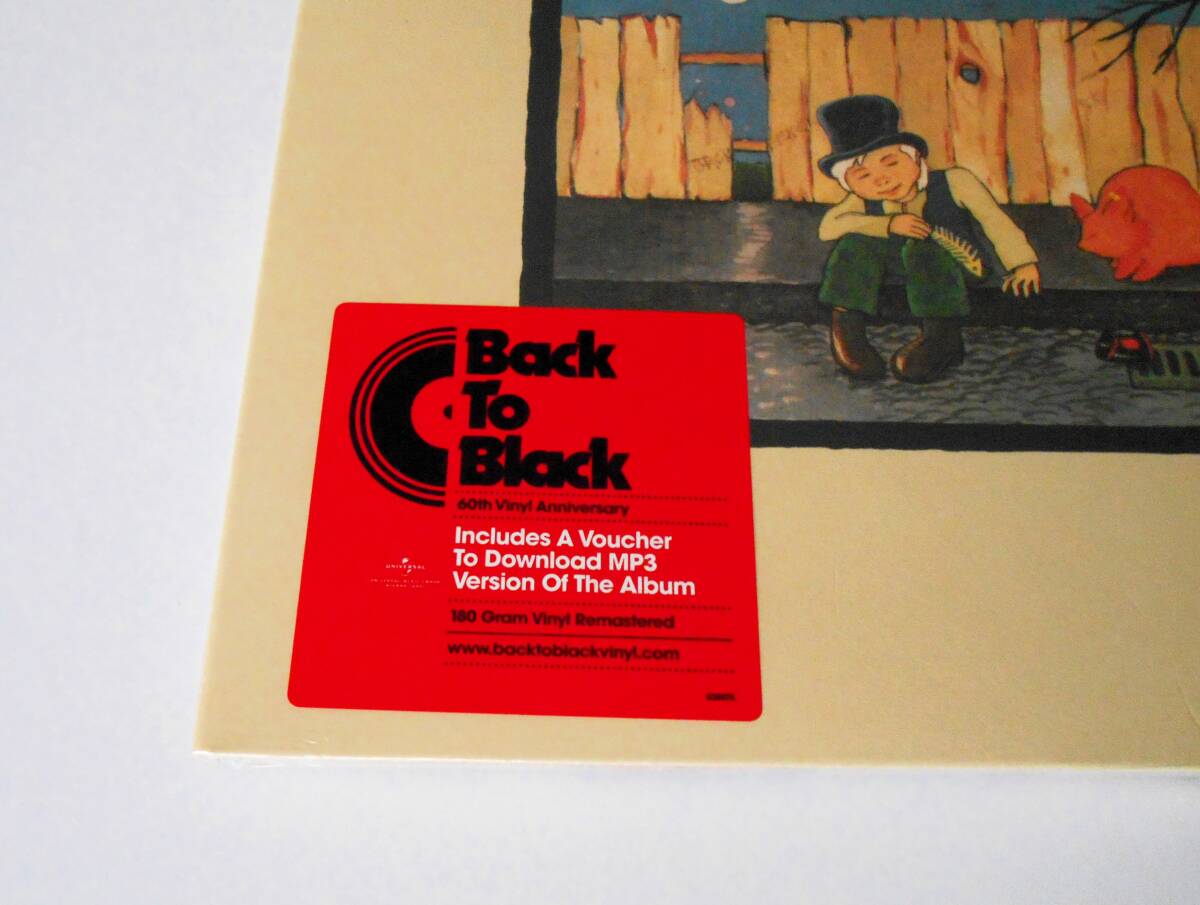 Back
To
Black
60th Vinyl Anniversary
Includes A Voucher
To Download MP3
Version Of The Album
UNIVERSAL
180 Gram Vinyl Remastered
www.backtoblackvinyl.com